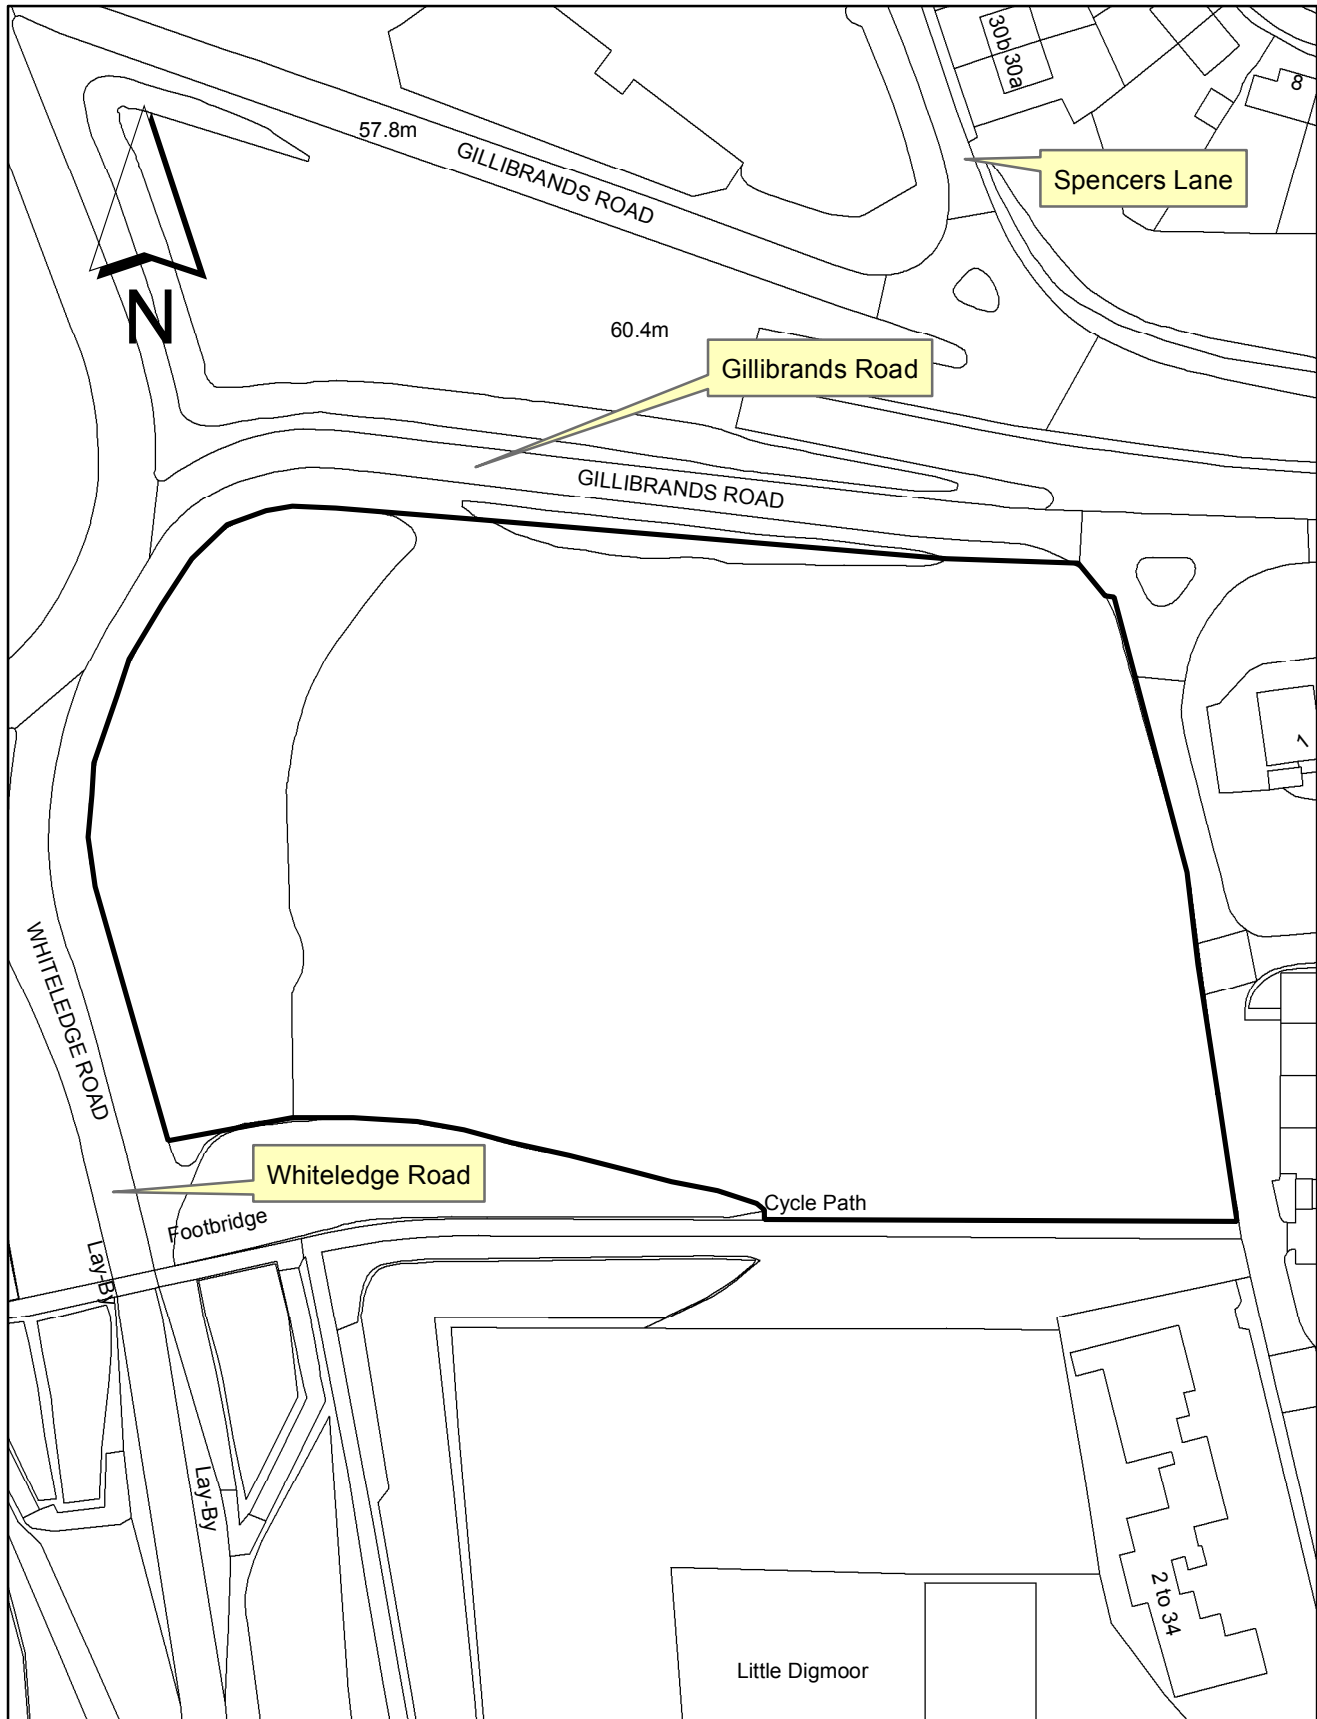 30b
30a
8
57.8m
GILLIBRANDS ROAD
Spencers Lane
N
60.4m
Gillibrands Road
GILLIBRANDS ROAD
1
WHITELEDGE ROAD
Whiteledge Road
Cycle Path
Footbridge
Lay-By
Lay-By
2 to 34
Little Digmoor